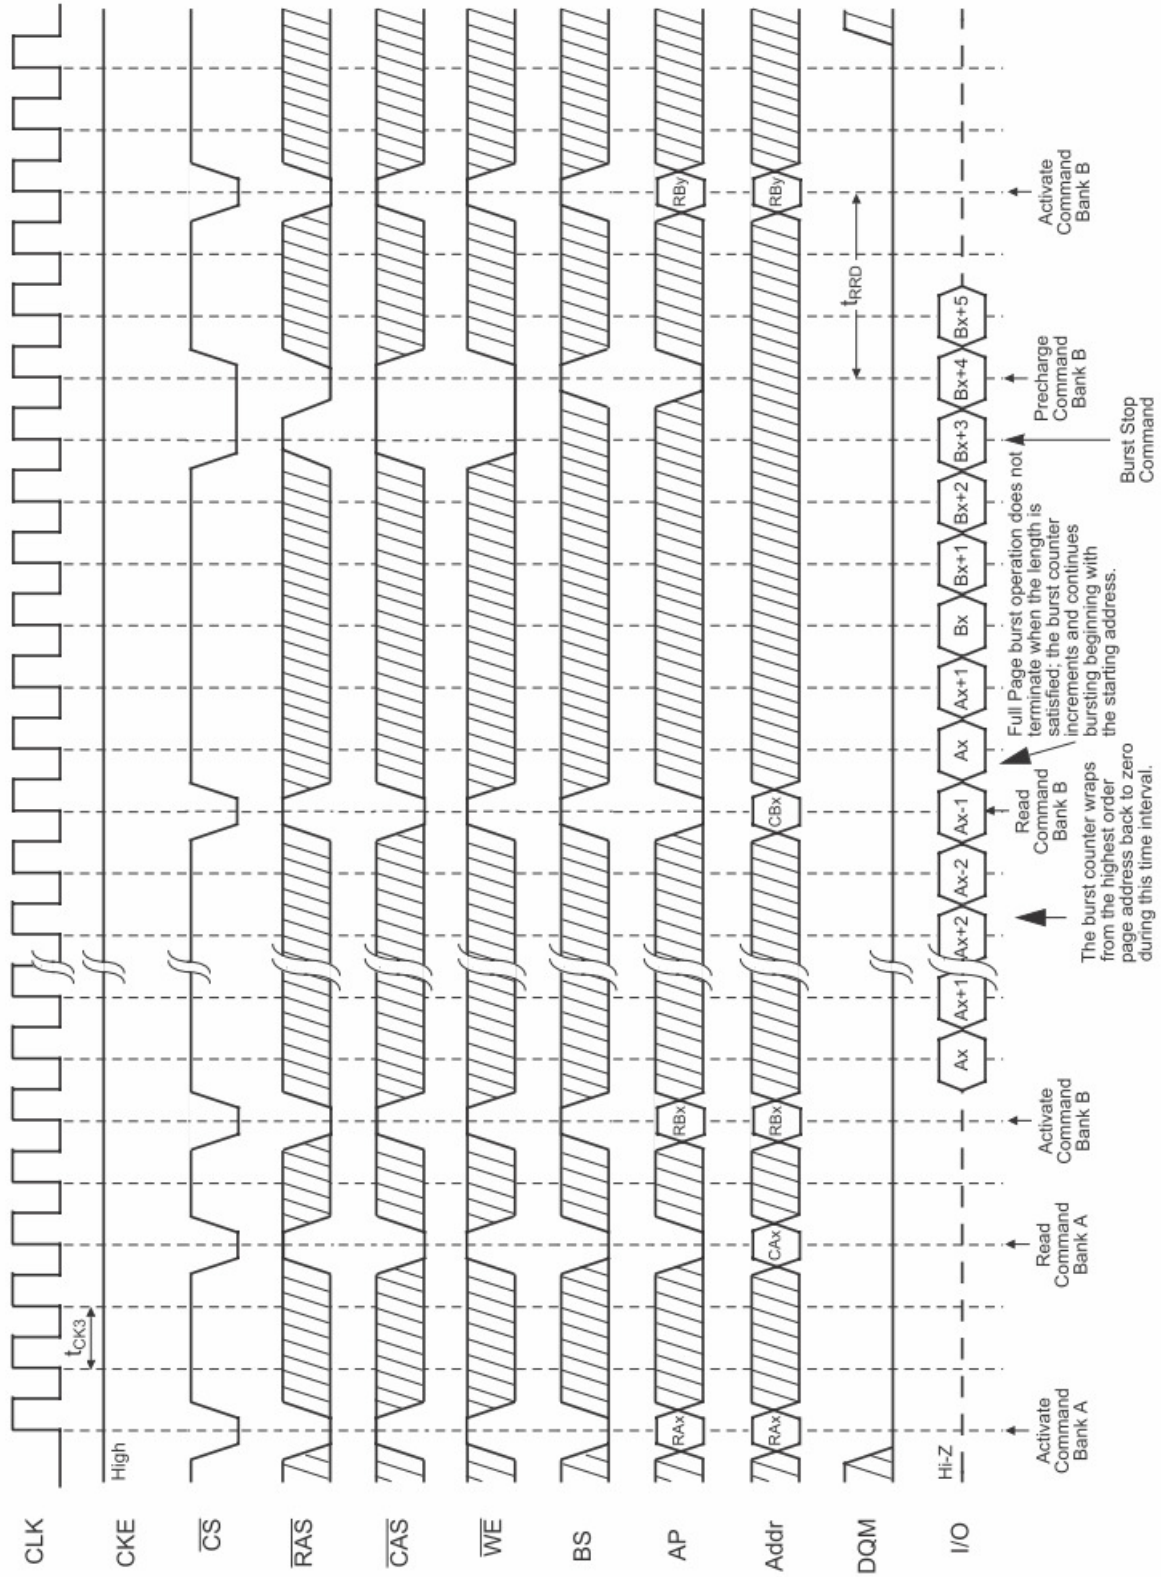 CLK
tCK3
CKE
High
CS
RAS
CAS
WE
BS
AP
RAx
RBx
RBy
Addr
RAx
CAx
RBx
CBx
RBy
DQM
tRRD
I/O
Hi-Z
Ax
Ax+1
Ax+2
Ax-2
Ax-1
Ax
Ax+1
Bx
Bx+1
Bx+2
Bx+3
Bx+4
Bx+5
Activate
Command
Bank A
Read
Command
Bank A
Activate
Command
Bank B
The burst counter wraps
from the highest order
page address back to zero
during this time interval.
Read
Command
Bank B
Full Page burst operation does not
terminate when the length is
satisfied; the burst counter
increments and continues
bursting beginning with
the starting address.
Burst Stop
Command
Precharge
Command
Bank B
Activate
Command
Bank B